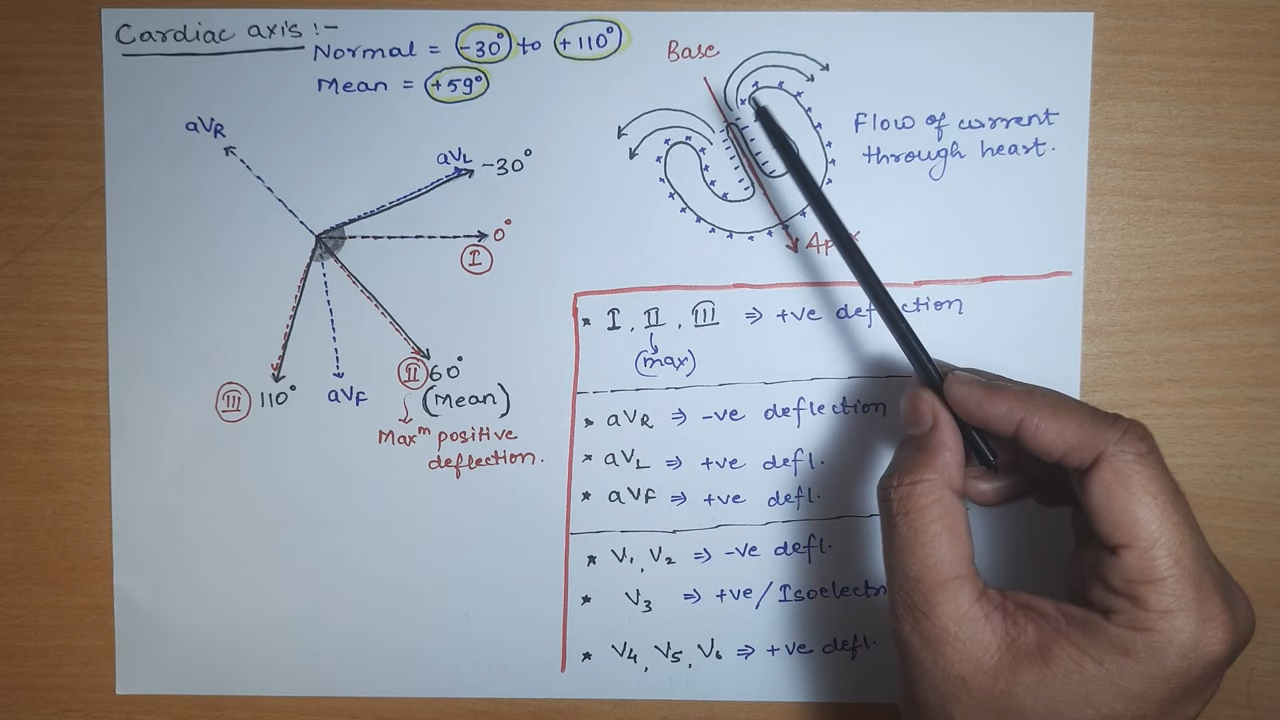 Cardiac axis :-
Normal = -30° to +110°
Mean = +59°
aVR
aVL -30°
I 0°
II 60°
(Mean)
Maxᵐ positive
deflection.
III 110°
aVF
Base
Flow of current
through heart.
* I, II, III ⇒ +ve
(max)
* aVR ⇒ -ve deflection
* aVL ⇒ +ve defl.
* aVF ⇒ +ve defl.
* V₁, V₂ ⇒ -ve defl.
* V₃ ⇒ +ve/Isoelectr
* V₄, V₅, V₆ ⇒ +ve defl.